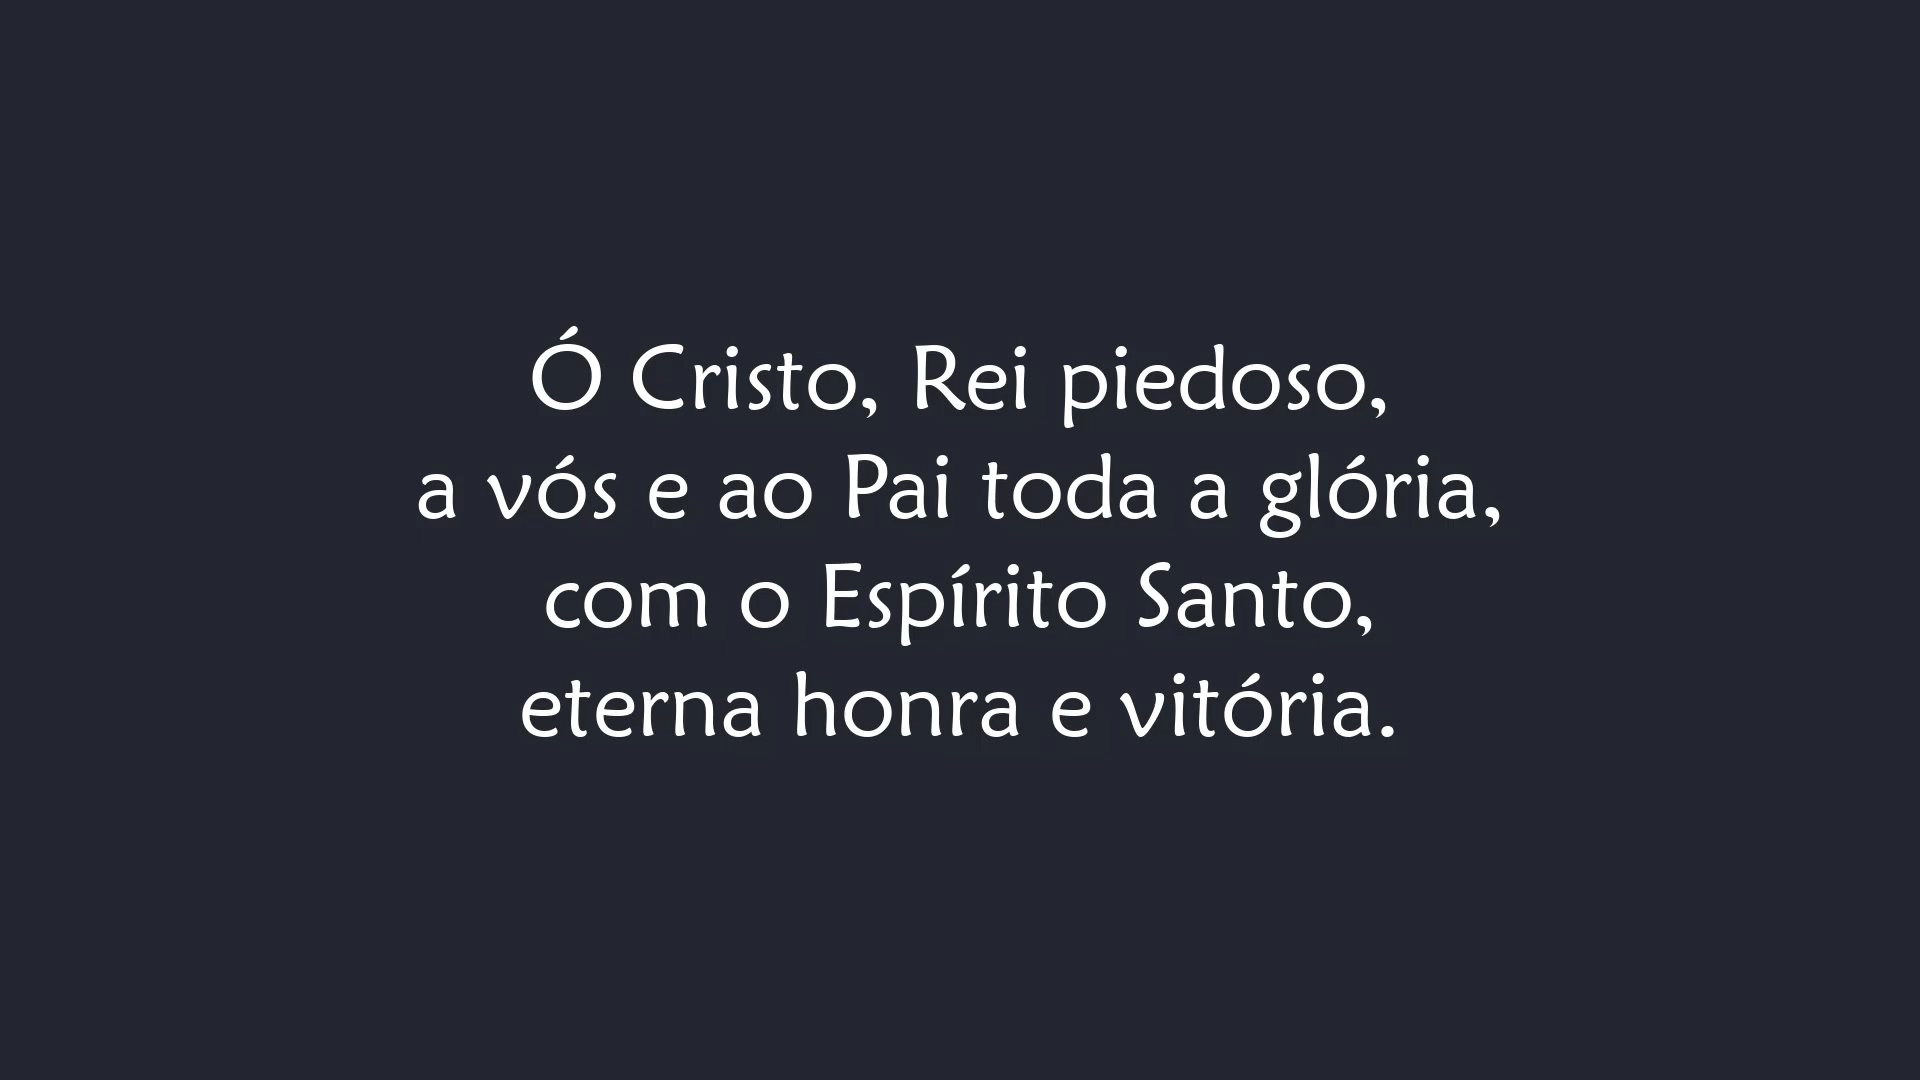 Ó Cristo, Rei piedoso,
a vós e ao Pai toda a glória,
com o Espírito Santo,
eterna honra e vitória.